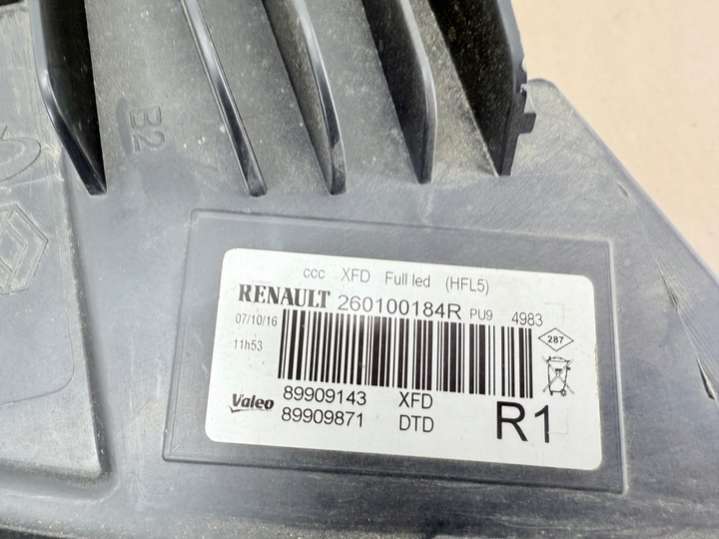 B2
ccc XFD Full led (HFL5)
RENAULT 260100184R PU9 4983
07/10/16
287
11h53
89909143 XFD
Valeo
89909871 DTD
R1